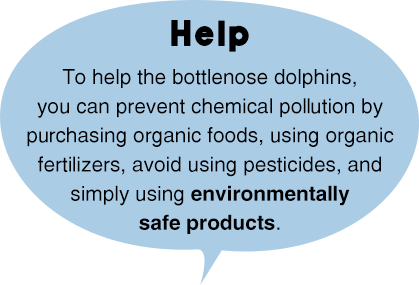 Help
To help the bottlenose dolphins,
you can prevent chemical pollution by
purchasing organic foods, using organic
fertilizers, avoid using pesticides, and
simply using environmentally
safe products.